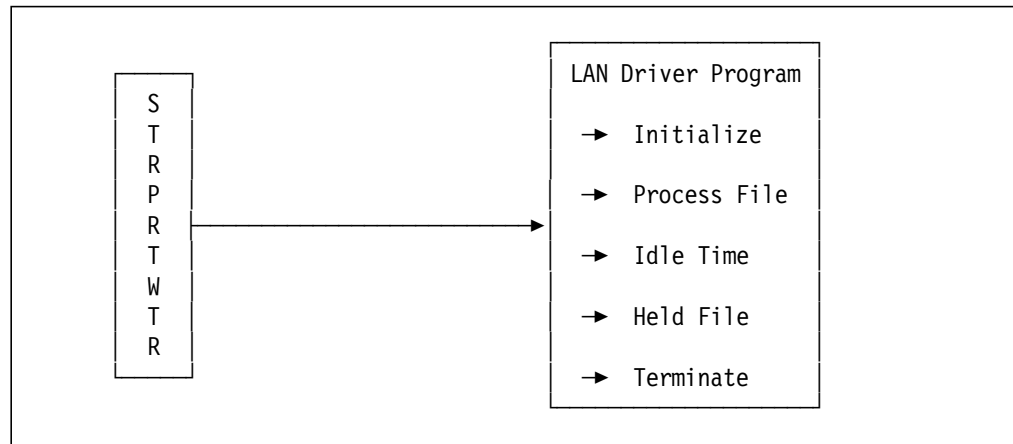 S
T
R
P
R
T
W
T
R
LAN Driver Program
Initialize
Process File
Idle Time
Held File
Terminate